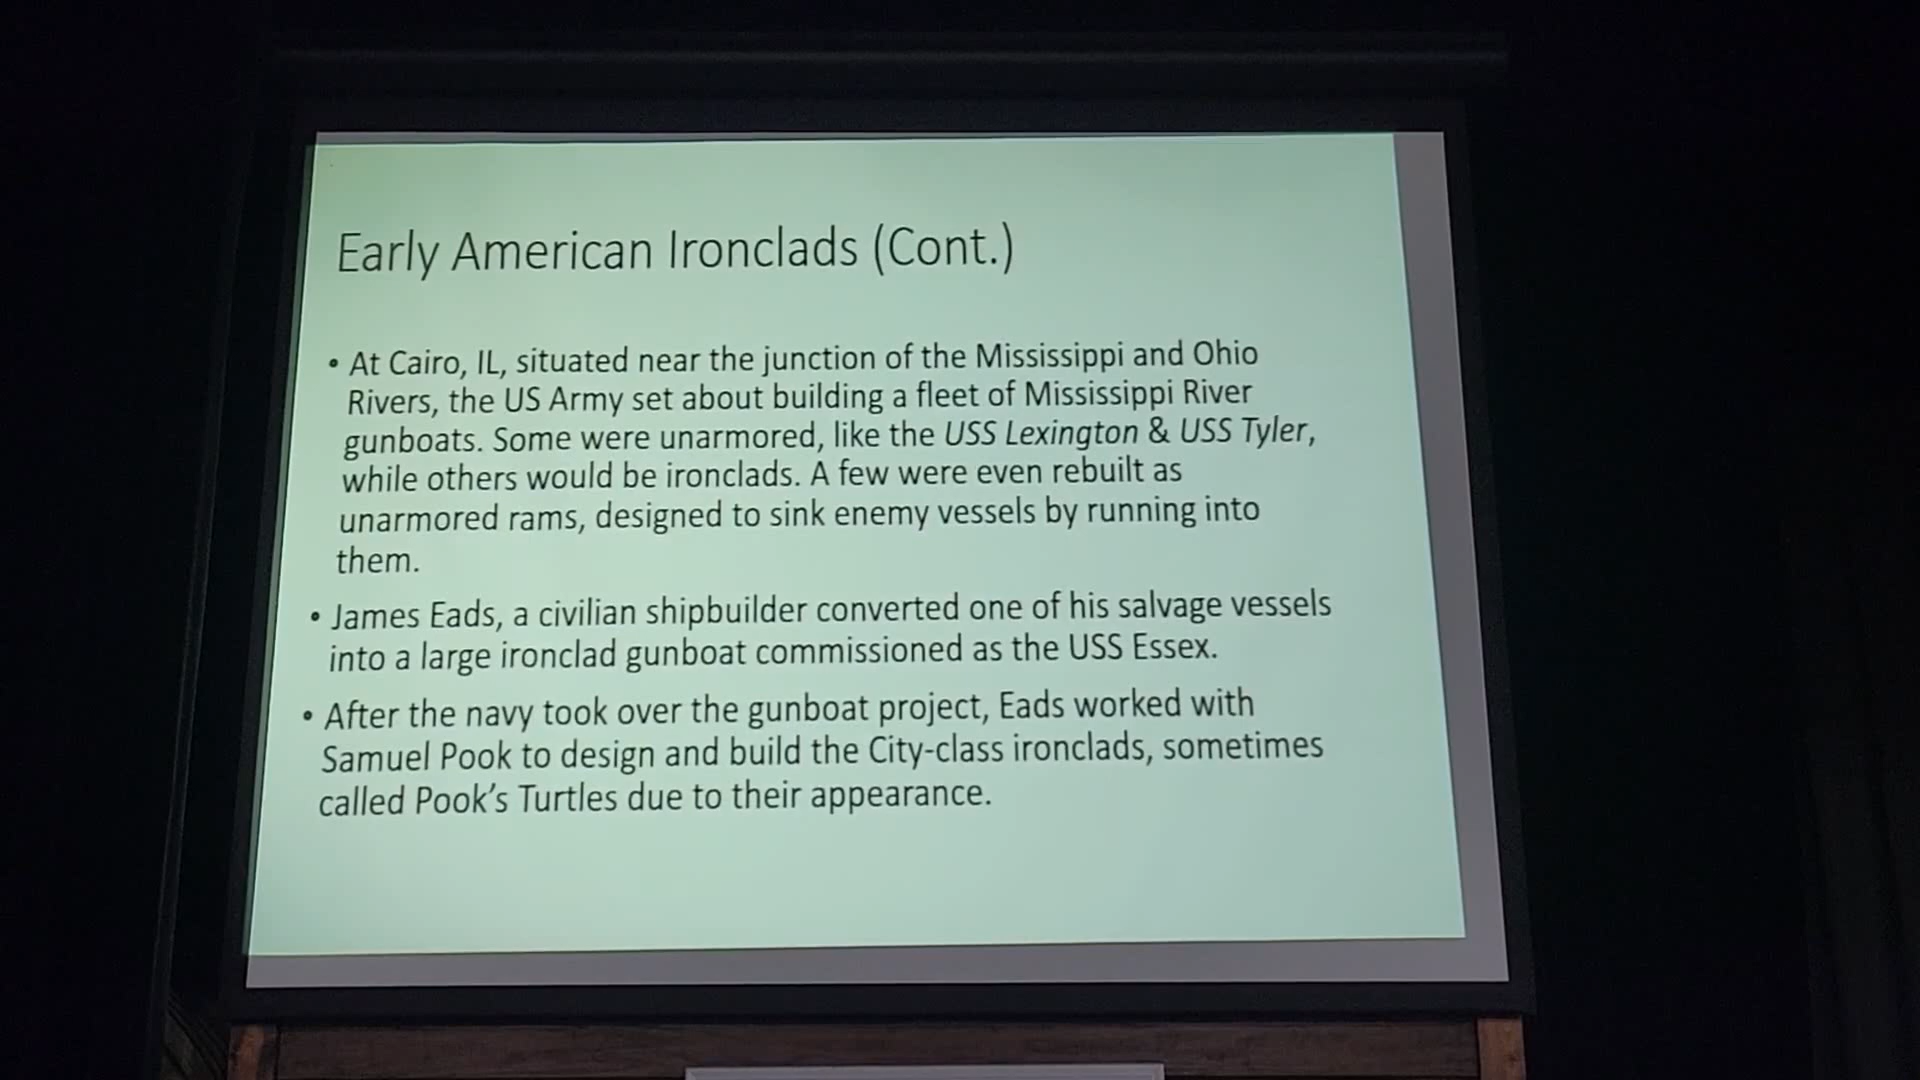 Early American Ironclads (Cont.)
• At Cairo, IL, situated near the junction of the Mississippi and Ohio
Rivers, the US Army set about building a fleet of Mississippi River
gunboats. Some were unarmored, like the USS Lexington & USS Tyler,
while others would be ironclads. A few were even rebuilt as
unarmored rams, designed to sink enemy vessels by running into
them.
• James Eads, a civilian shipbuilder converted one of his salvage vessels
into a large ironclad gunboat commissioned as the USS Essex.
• After the navy took over the gunboat project, Eads worked with
Samuel Pook to design and build the City-class ironclads, sometimes
called Pook’s Turtles due to their appearance.